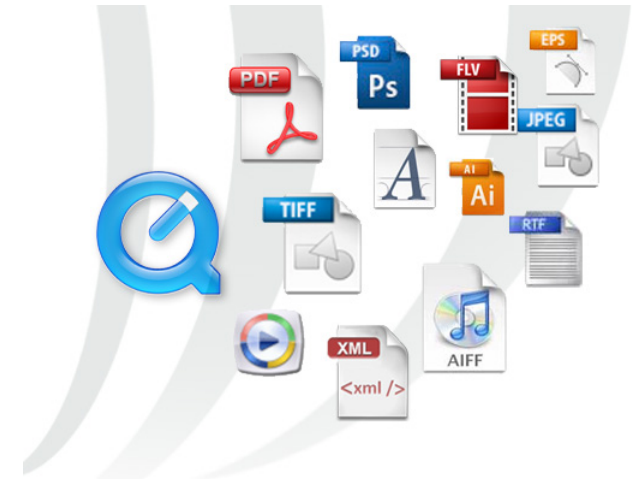 PDF
PSD
Ps
FLV
EPS
JPEG
A
AI
Ai
TIFF
RTF
XML
<xml />
AIFF